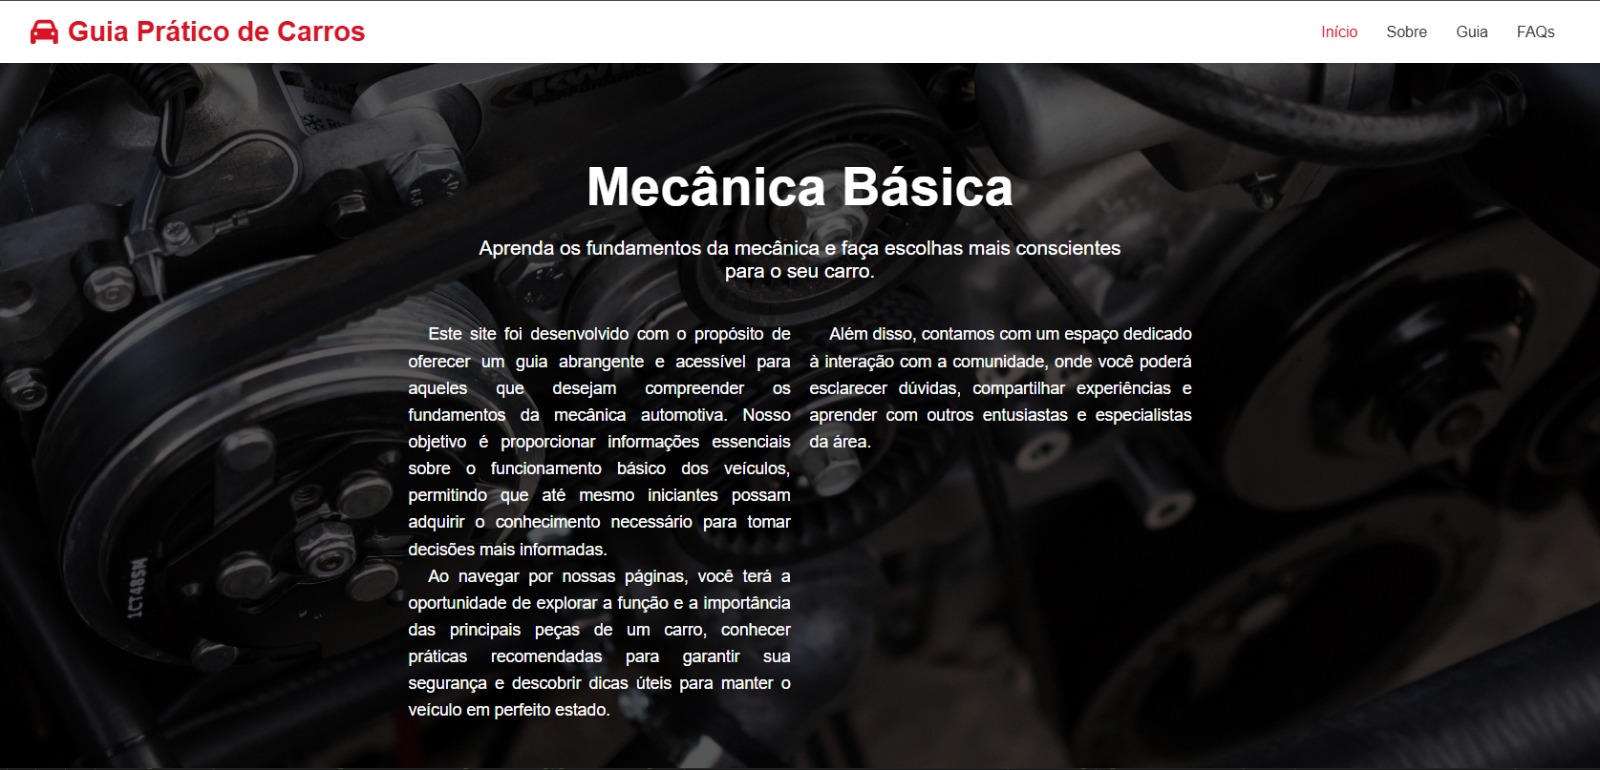 Guia Prático de Carros
Início Sobre Guia FAQs
Mecânica Básica
Aprenda os fundamentos da mecânica e faça escolhas mais conscientes
para o seu carro.
Este site foi desenvolvido com o propósito de
oferecer um guia abrangente e acessível para
aqueles que desejam compreender os
fundamentos da mecânica automotiva. Nosso
objetivo é proporcionar informações essenciais
sobre o funcionamento básico dos veículos,
permitindo que até mesmo iniciantes possam
adquirir o conhecimento necessário para tomar
decisões mais informadas.
Ao navegar por nossas páginas, você terá a
oportunidade de explorar a função e a importância
das principais peças de um carro, conhecer
práticas recomendadas para garantir sua
segurança e descobrir dicas úteis para manter o
veículo em perfeito estado.
Além disso, contamos com um espaço dedicado
à interação com a comunidade, onde você poderá
esclarecer dúvidas, compartilhar experiências e
aprender com outros entusiastas e especialistas
da área.
1CT48SM